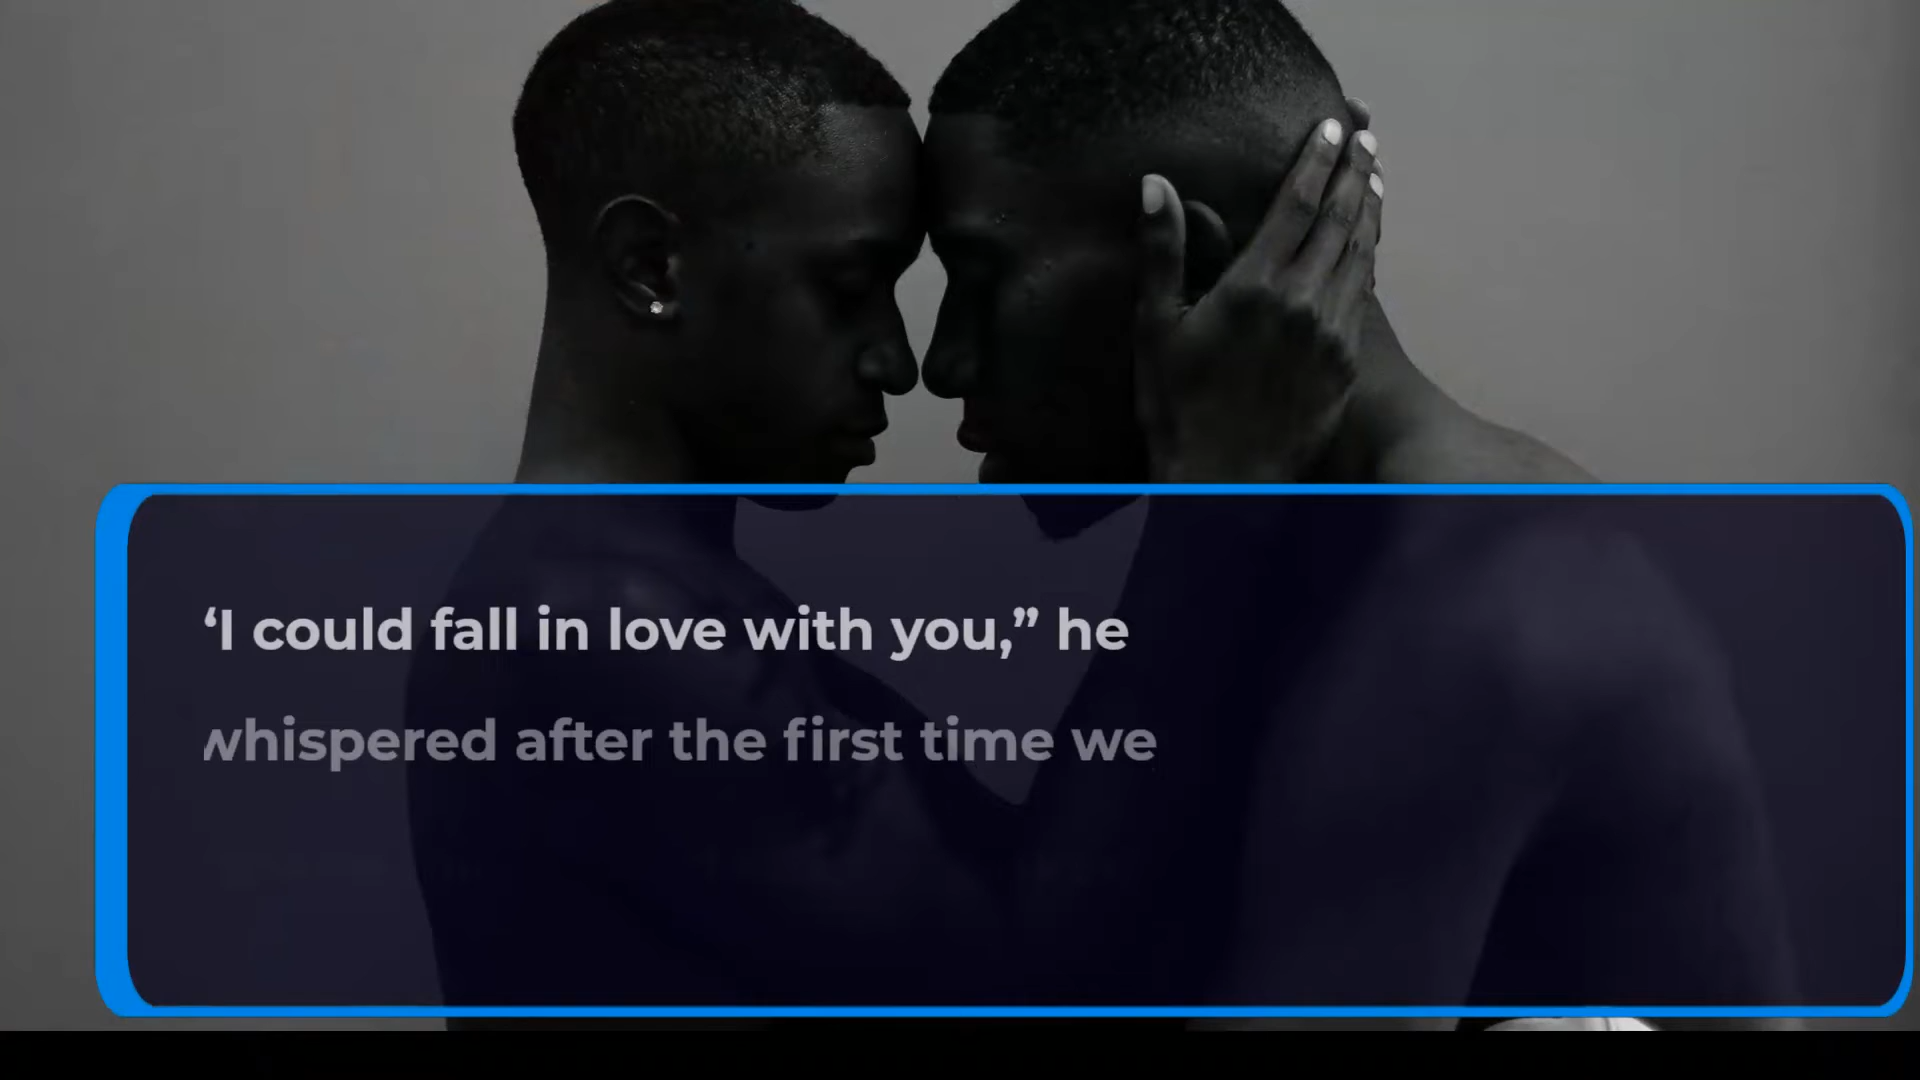 “I could fall in love with you,” he
whispered after the first time we